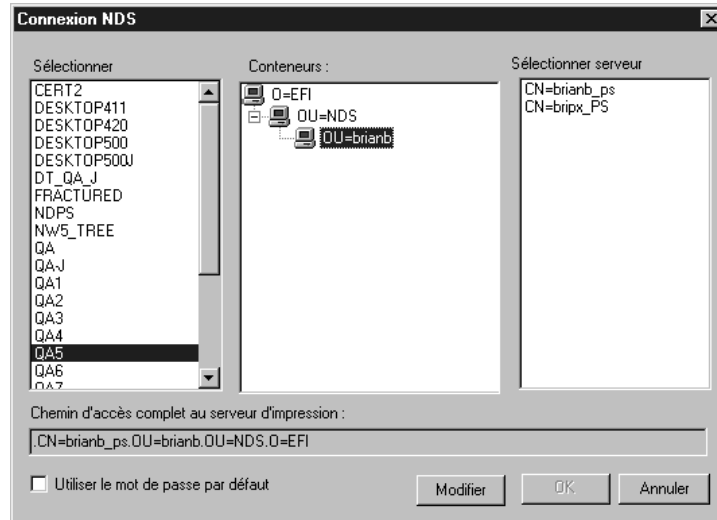 Connexion NDS
Sélectionner
CERT2
DESKTOP411
DESKTOP420
DESKTOP500
DESKTOP500J
DT_QA_J
FRACTURED
NDPS
NW5_TREE
QA
QAJ
QA1
QA2
QA3
QA4
QA5
QA6
QA7
Conteneurs :
O=EFI
OU=NDS
OU=brianb
Sélectionner serveur
CN=brianb_ps
CN=bripx_PS
Chemin d'accès complet au serveur d'impression :
.CN=brianb_ps.OU=brianb.OU=NDS.O=EFI
Utiliser le mot de passe par défaut
Modifier
OK
Annuler